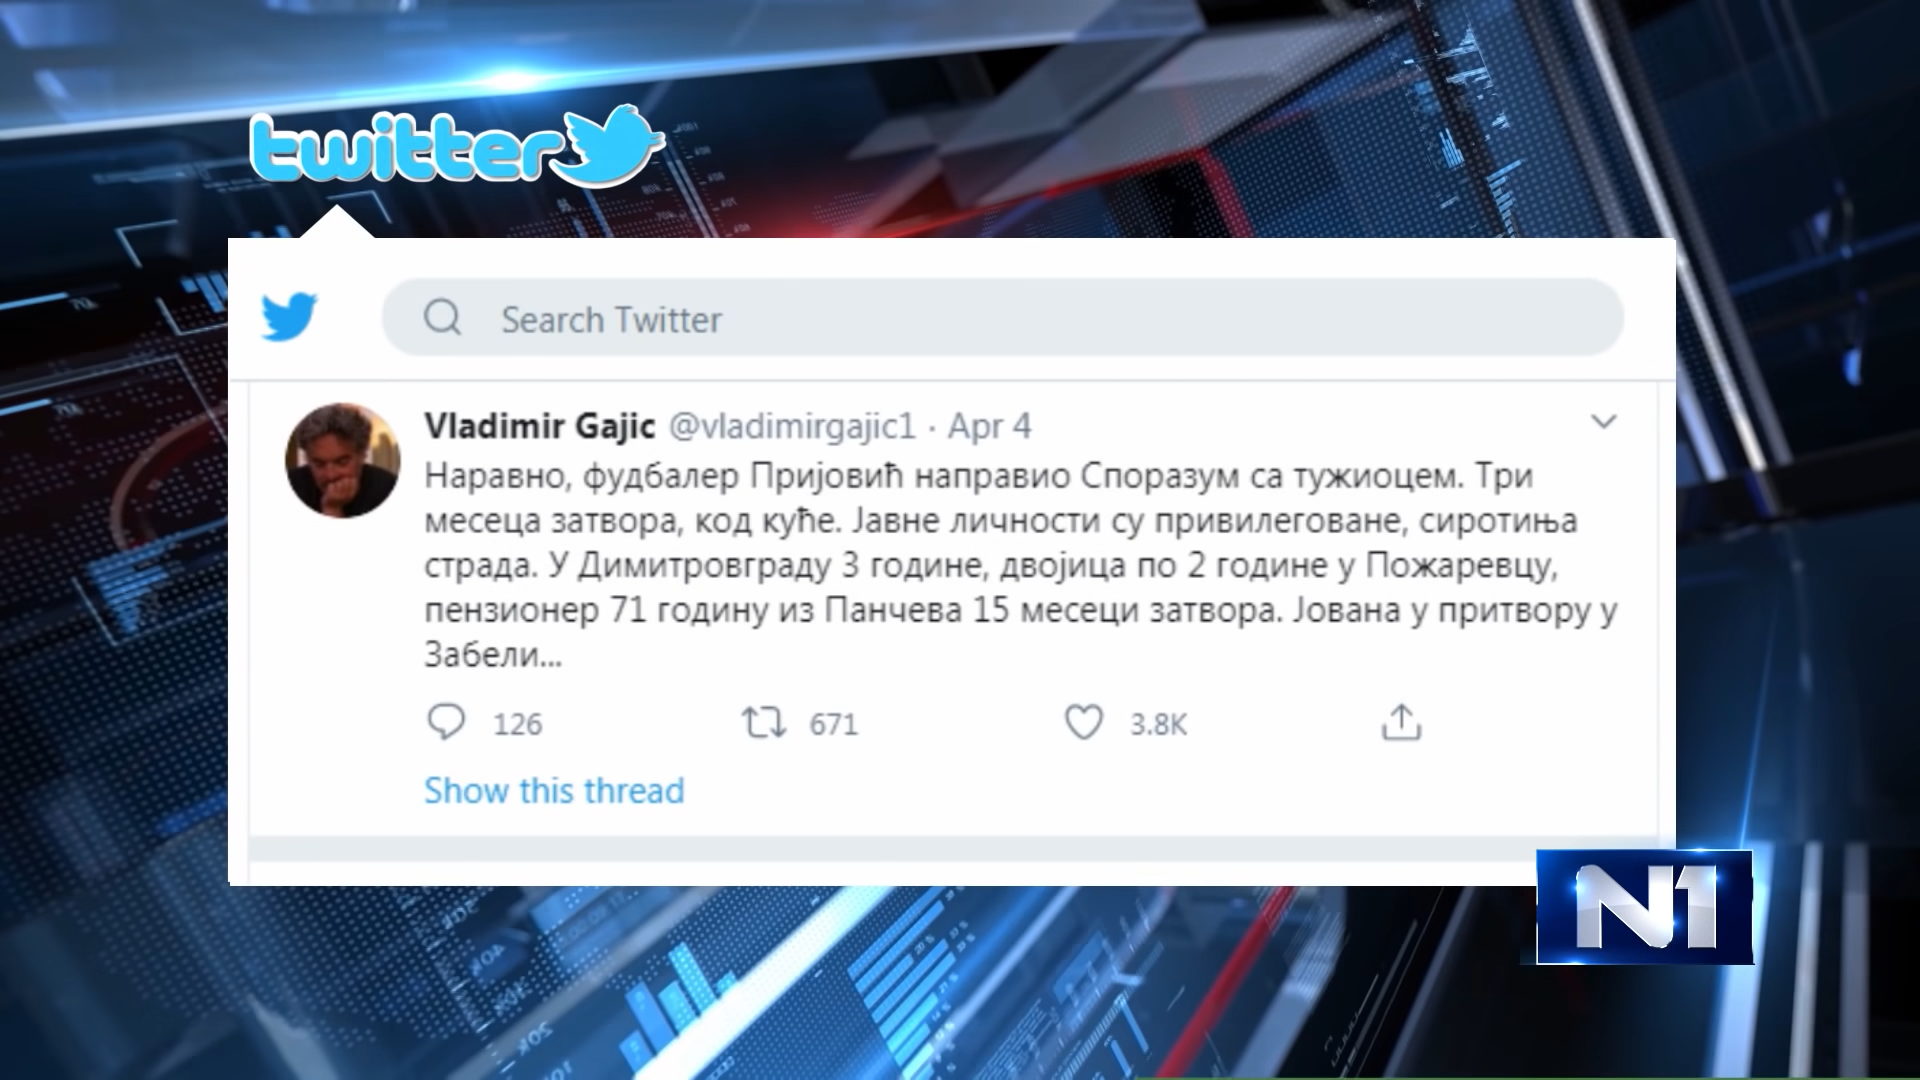 twitter
Search Twitter
Vladimir Gajic @vladimirgajic1 · Apr 4
Наравно, фудбалер Пријовић направио Споразум са тужиоцем. Три
месеца затвора, код куће. Јавне личности су привилеговане, сиротиња
страда. У Димитровграду 3 године, двојица по 2 године у Пожаревцу,
пензионер 71 годину из Панчева 15 месеци затвора. Јована у притвору у
Забели...
126 671 3.8K
Show this thread
N1